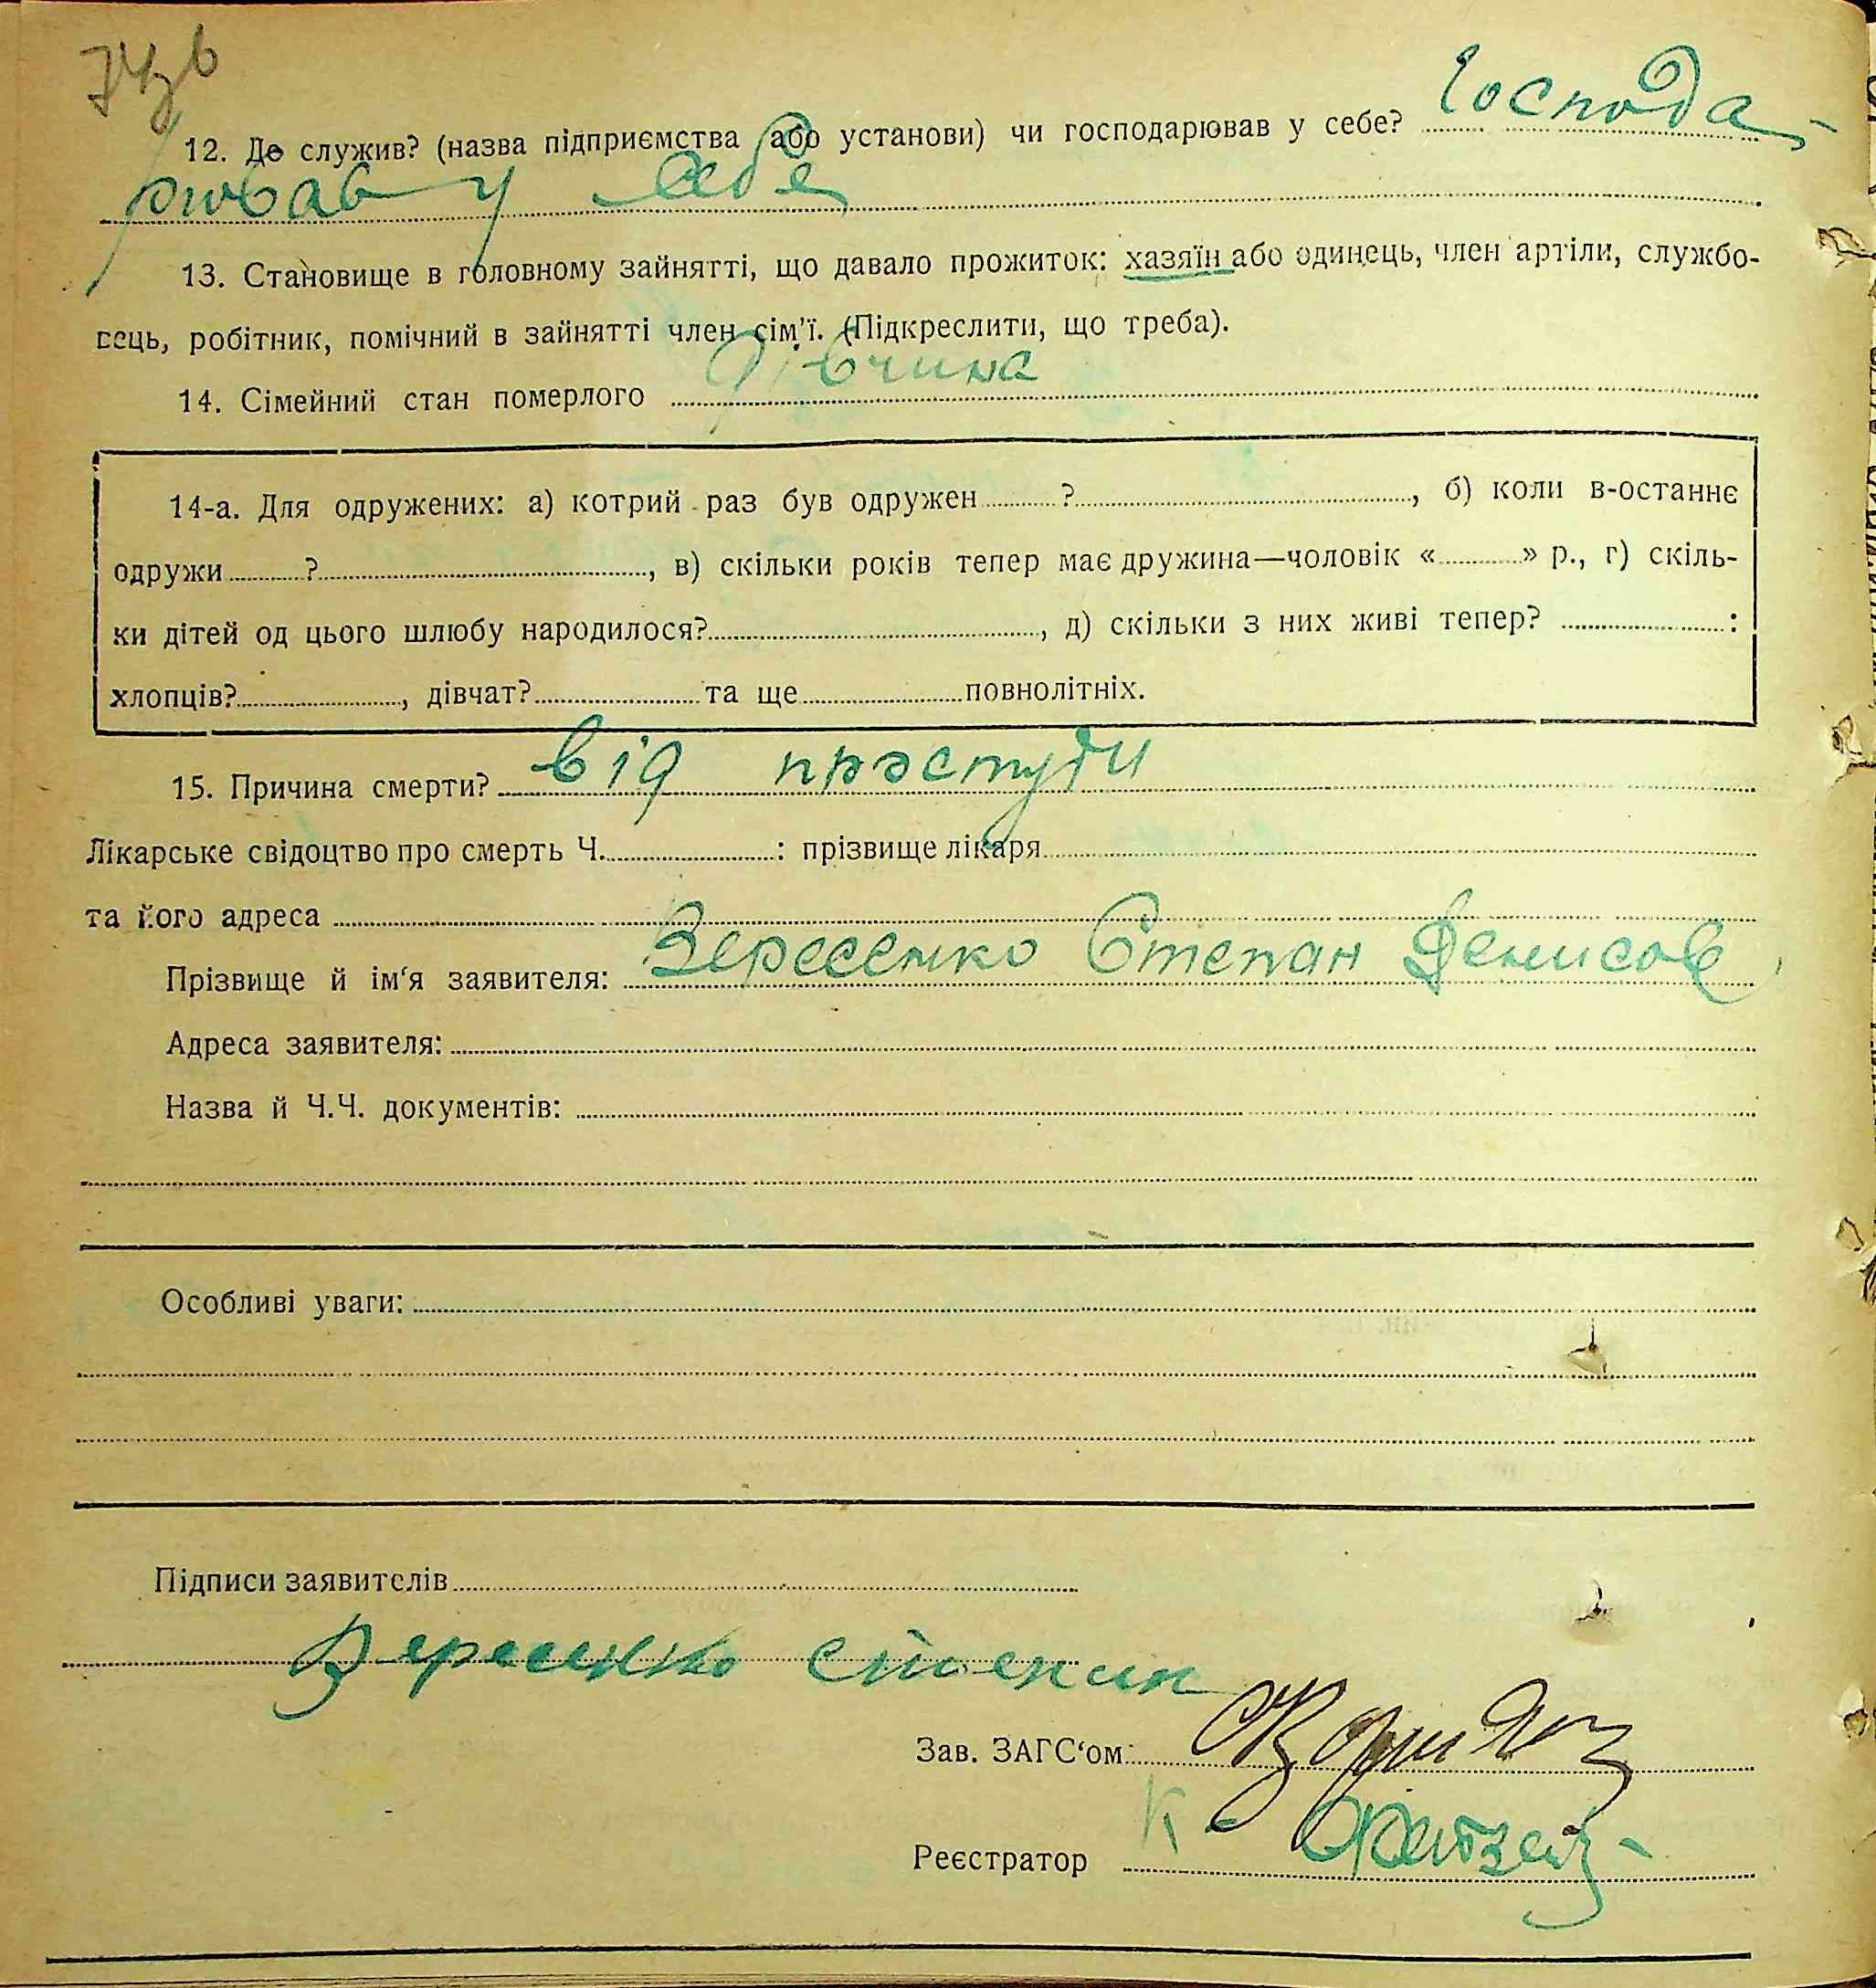 12. Де служив? (назва підприємства або установи) чи господарював у себе? Господа-
рював у себе
13. Становище в головному зайнятті, що давало прожиток: хазяїн або одинець, член артіли, службо-
вець, робітник, помічний в зайнятті член сім'ї. (Підкреслити, що треба).
14. Сімейний стан померлого Дівчина
14-а. Для одружених: а) котрий раз був одружен ?, б) коли в-останнє
одружи ?, в) скільки років тепер має дружина—чоловік « » р., г) скіль-
ки дітей од цього шлюбу народилося?, д) скільки з них живі тепер? :
хлопців?, дівчат? та ще повнолітніх.
15. Причина смерти? від простуди
Лікарське свідоцтво про смерть Ч. : прізвище лікаря
та його адреса
Прізвище й ім'я заявителя: Вересенко Степан Денисов
Адреса заявителя:
Назва й Ч.Ч. документів:
Особливі уваги:
Підписи заявителів
Вересенко степан
Зав. ЗАГС'ом:
Реєстратор